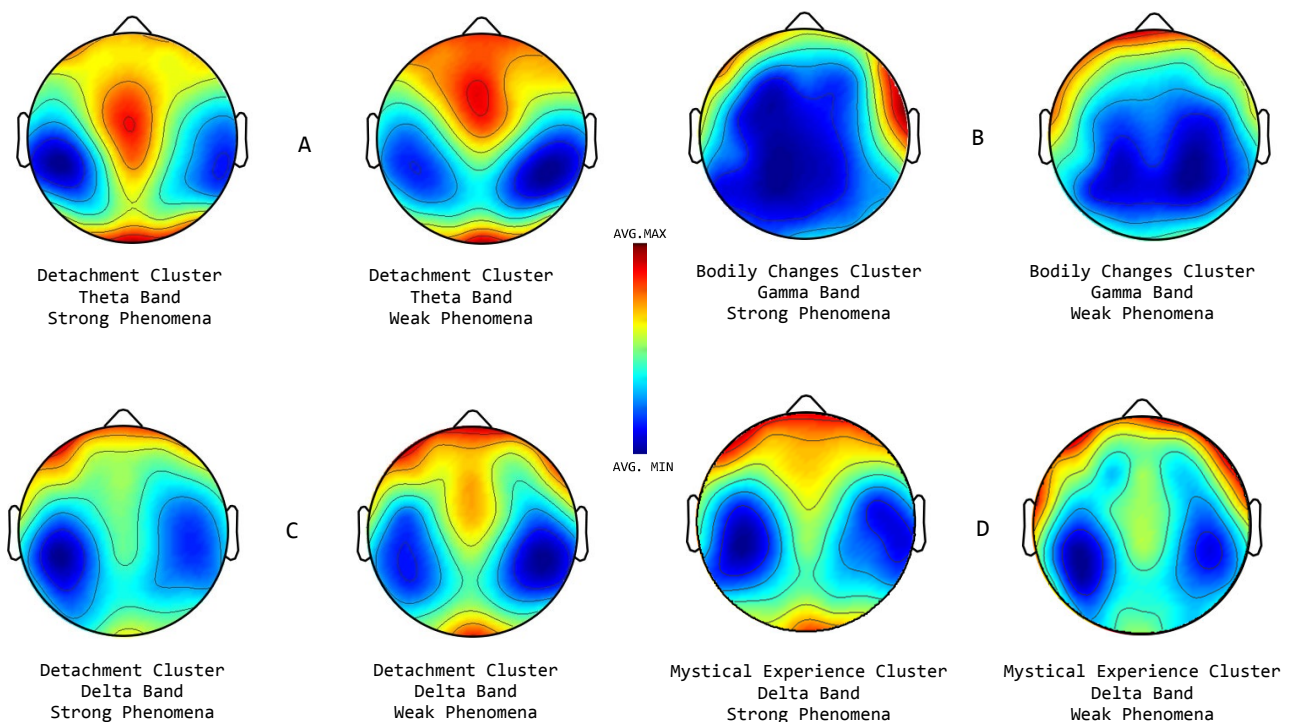 A
B
Detachment Cluster
Theta Band
Strong Phenomena
Detachment Cluster
Theta Band
Weak Phenomena
Bodily Changes Cluster
Gamma Band
Strong Phenomena
Bodily Changes Cluster
Gamma Band
Weak Phenomena
AVG.MAX
AVG. MIN
C
D
Detachment Cluster
Delta Band
Strong Phenomena
Detachment Cluster
Delta Band
Weak Phenomena
Mystical Experience Cluster
Delta Band
Strong Phenomena
Mystical Experience Cluster
Delta Band
Weak Phenomena